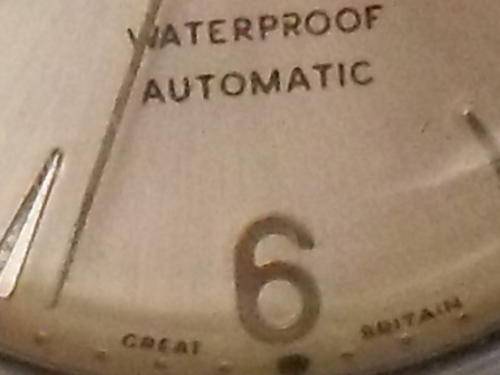 WATERPROOF
AUTOMATIC
6
GREAT BRITAIN